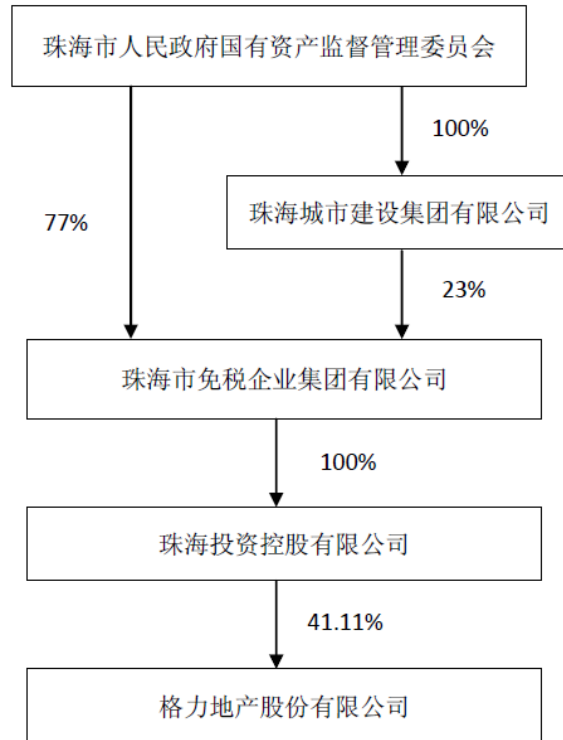 珠海市人民政府国有资产监督管理委员会
100%
珠海城市建设集团有限公司
77%
23%
珠海市免税企业集团有限公司
100%
珠海投资控股有限公司
41.11%
格力地产股份有限公司